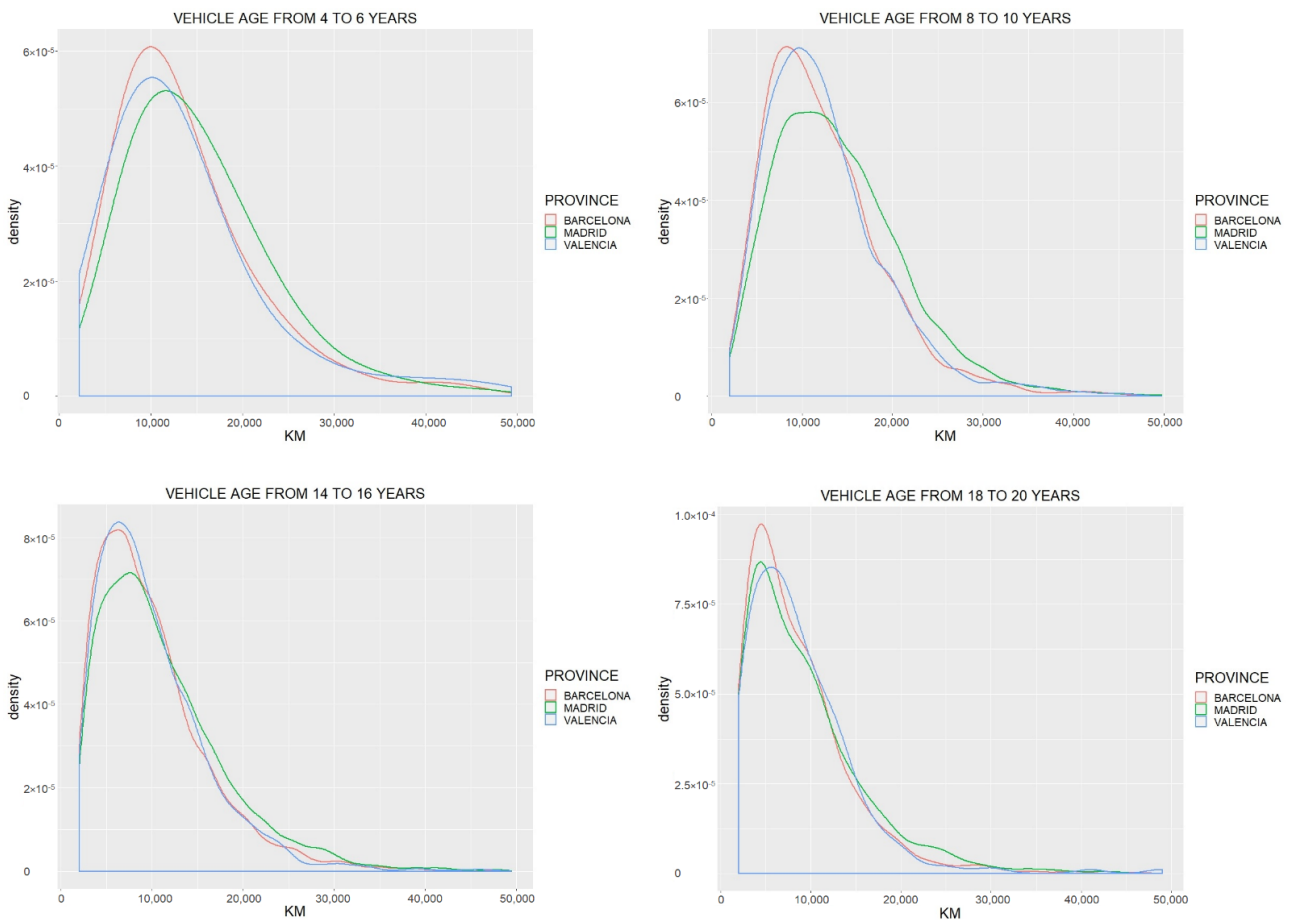 VEHICLE AGE FROM 4 TO 6 YEARS
6×10⁻⁵
4×10⁻⁵
2×10⁻⁵
0
density
0 10,000 20,000 30,000 40,000 50,000
KM
PROVINCE
BARCELONA
MADRID
VALENCIA
VEHICLE AGE FROM 8 TO 10 YEARS
6×10⁻⁵
4×10⁻⁵
2×10⁻⁵
0
density
0 10,000 20,000 30,000 40,000 50,000
KM
PROVINCE
BARCELONA
MADRID
VALENCIA
VEHICLE AGE FROM 14 TO 16 YEARS
8×10⁻⁵
6×10⁻⁵
4×10⁻⁵
2×10⁻⁵
0
density
0 10,000 20,000 30,000 40,000 50,000
KM
PROVINCE
BARCELONA
MADRID
VALENCIA
VEHICLE AGE FROM 18 TO 20 YEARS
1.0×10⁻⁴
7.5×10⁻⁵
5.0×10⁻⁵
2.5×10⁻⁵
0
density
0 10,000 20,000 30,000 40,000 50,000
KM
PROVINCE
BARCELONA
MADRID
VALENCIA